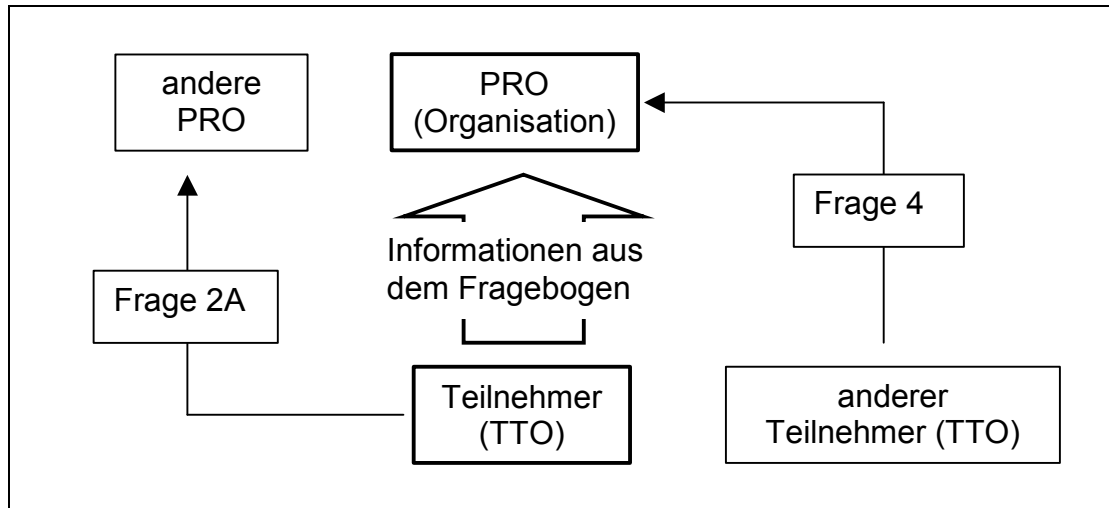 andere
PRO
PRO
(Organisation)
Frage 4
Informationen aus
dem Fragebogen
Frage 2A
Teilnehmer
(TTO)
anderer
Teilnehmer (TTO)